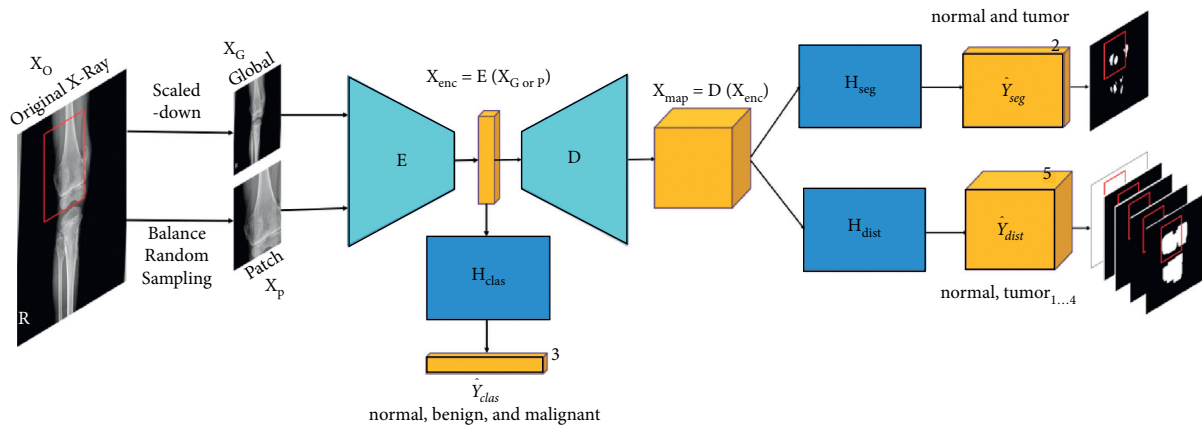 X_O
Original X-Ray
R
Scaled
-down
Balance
Random
Sampling
X_G
Global
R
Patch
X_p
E
X_enc = E (X_G or P)
H_clas
3
Ŷ_clas
normal, benign, and malignant
D
X_map = D (X_enc)
normal and tumor
H_seg
2
Ŷ_seg
H_dist
5
Ŷ_dist
normal, tumor_1…4